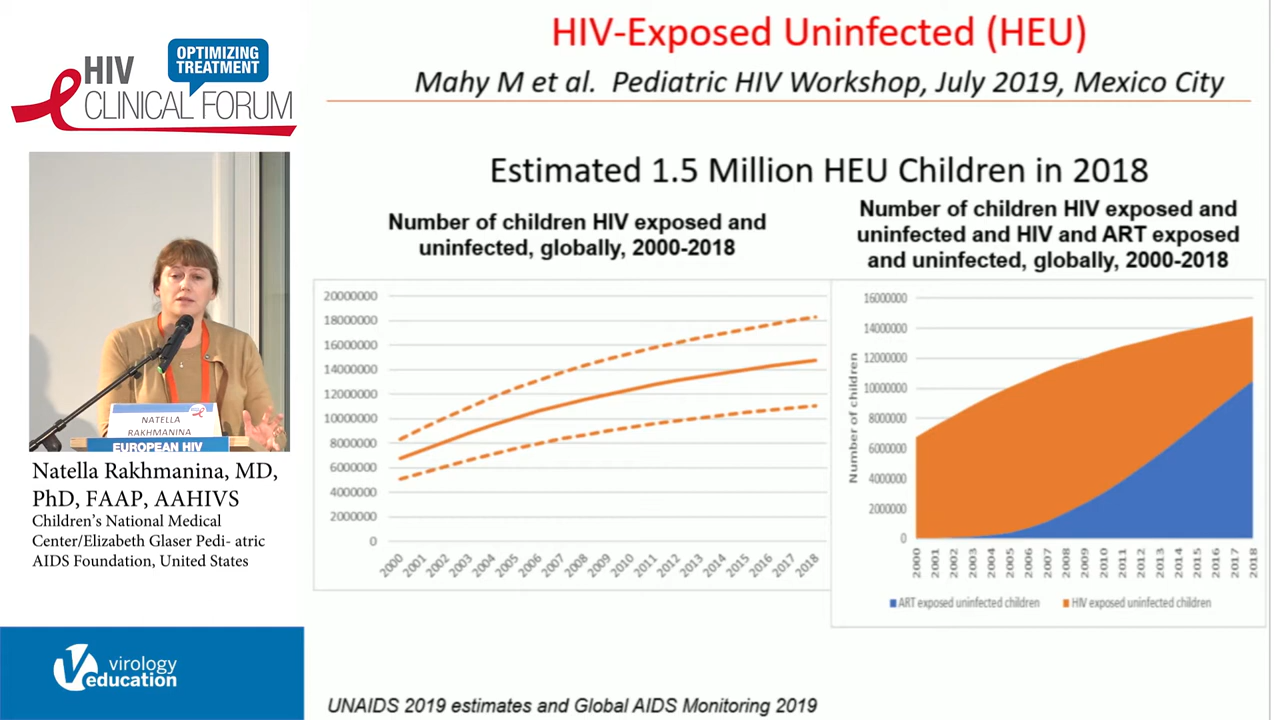 HIV
CLINICAL FORUM
OPTIMIZING
TREATMENT
NATELLA
RAKHMANINA
EUROPEAN HIV
Natella Rakhmanina, MD,
PhD, FAAP, AAHIVS
Children’s National Medical
Center/Elizabeth Glaser Pedi- atric
AIDS Foundation, United States
virology
education
HIV-Exposed Uninfected (HEU)
Mahy M et al. Pediatric HIV Workshop, July 2019, Mexico City
Estimated 1.5 Million HEU Children in 2018
Number of children HIV exposed and
uninfected, globally, 2000-2018
20000000
18000000
16000000
14000000
12000000
10000000
8000000
6000000
4000000
2000000
0
2000 2001 2002 2003 2004 2005 2006 2007 2008 2009 2010 2011 2012 2013 2014 2015 2016 2017 2018
Number of children HIV exposed and
uninfected and HIV and ART exposed
and uninfected, globally, 2000-2018
Number of children
16000000
14000000
12000000
10000000
8000000
6000000
4000000
2000000
0
2000 2001 2002 2003 2004 2005 2006 2007 2008 2009 2010 2011 2012 2013 2014 2015 2016 2017 2018
ART exposed uninfected children HIV exposed uninfected children
UNAIDS 2019 estimates and Global AIDS Monitoring 2019